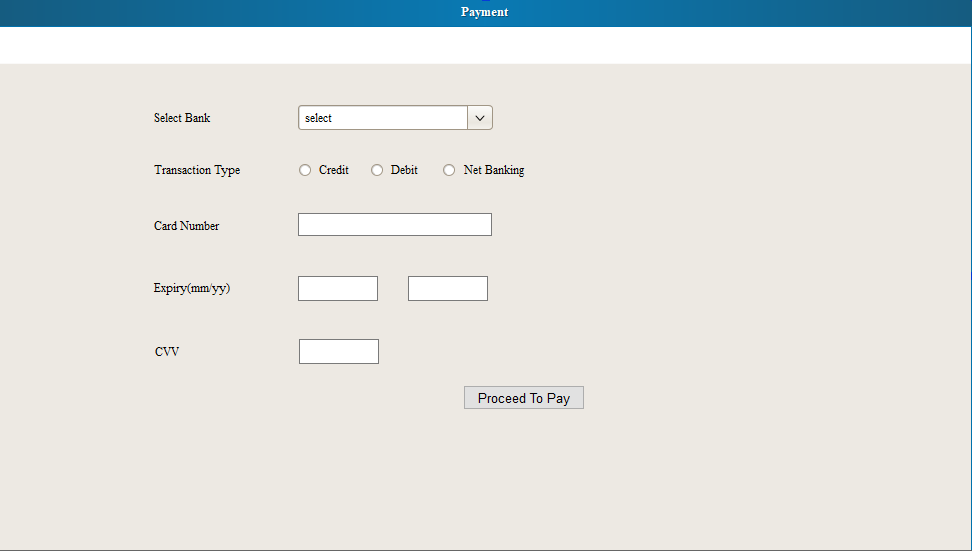 Payment
Select Bank select
Transaction Type Credit Debit Net Banking
Card Number
Expiry(mm/yy)
CVV
Proceed To Pay